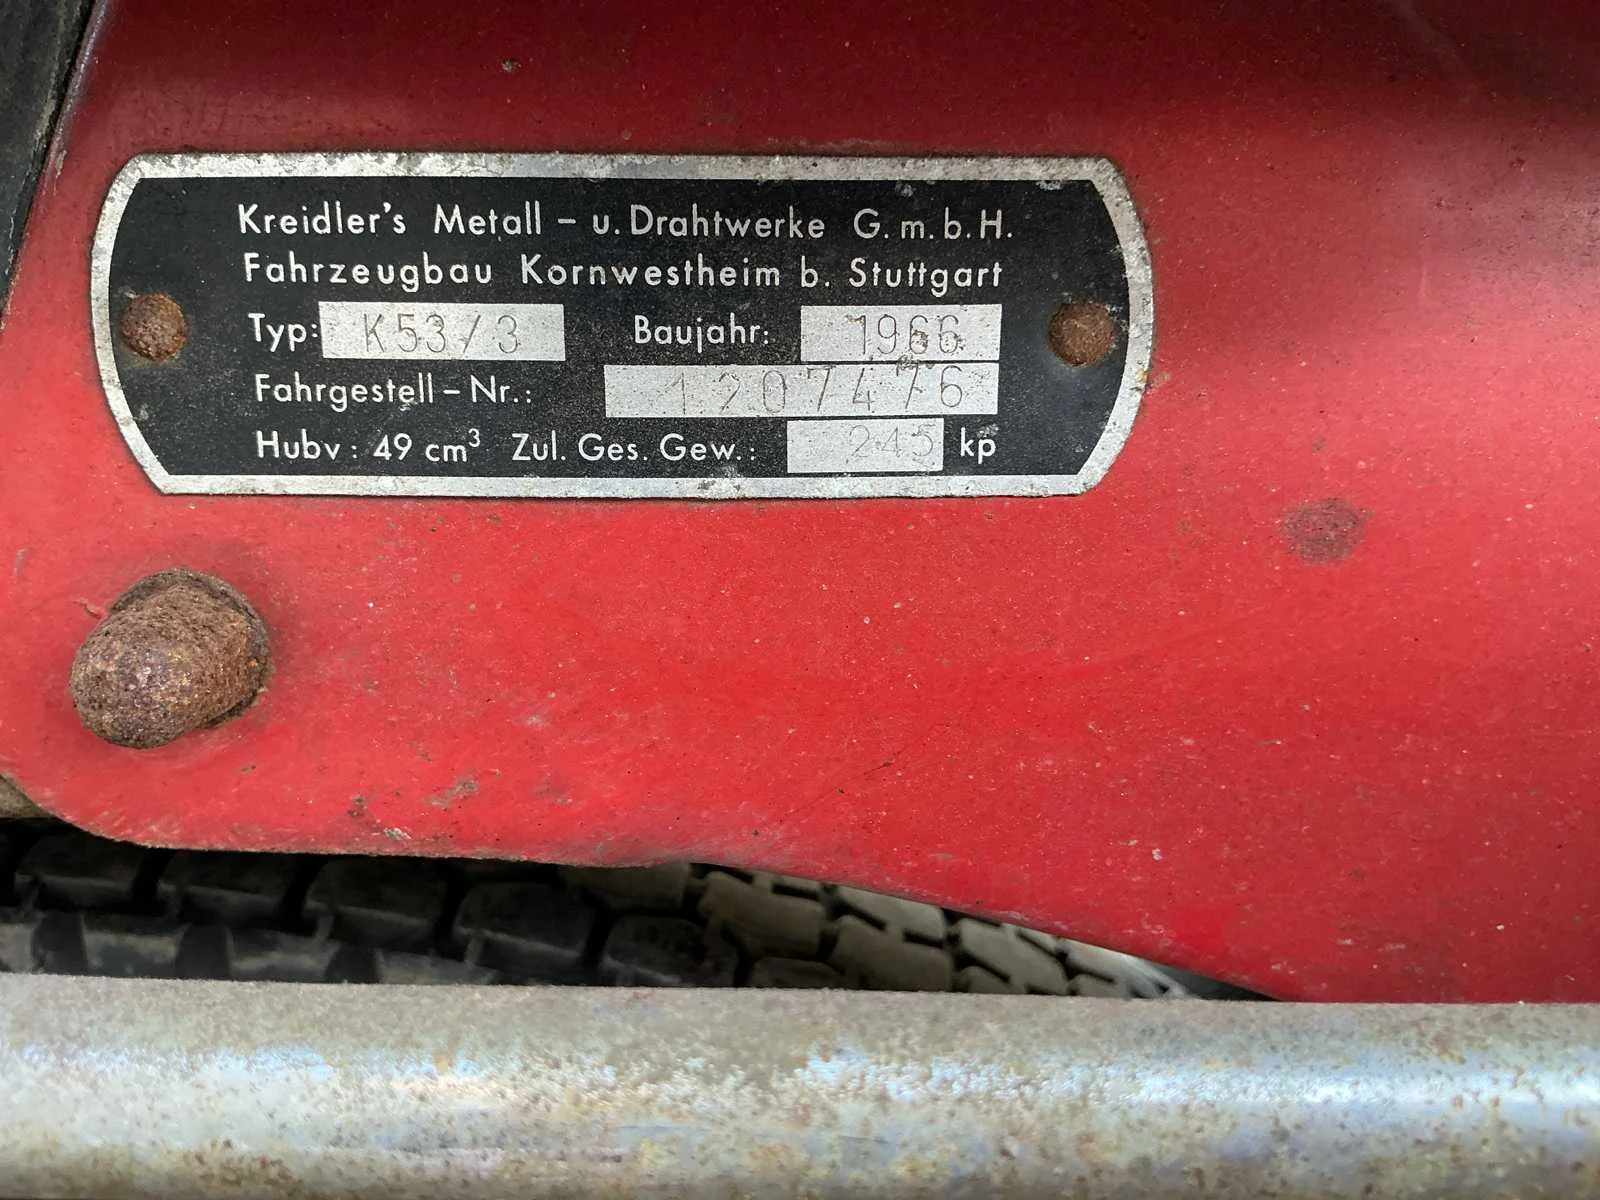 Kreidler's Metall - u. Drahtwerke G.m.b.H.
Fahrzeugbau Kornwestheim b. Stuttgart
Typ: K53/3 Baujahr: 1966
Fahrgestell-Nr.: 1207476
Hubv: 49 cm³ Zul. Ges. Gew.: 245 kp